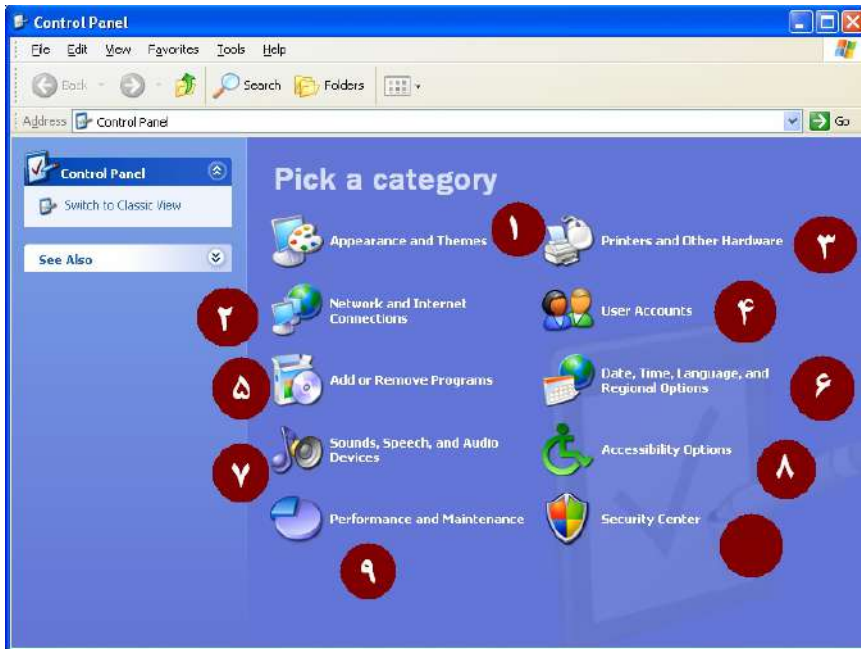 Control Panel
File Edit View Favorites Tools Help
Back Search Folders
Address Control Panel Go
Control Panel
Switch to Classic View
See Also
Pick a category
Appearance and Themes ۱
Printers and Other Hardware ۳
۲ Network and Internet
Connections
User Accounts ۴
۵ Add or Remove Programs
Date, Time, Language, and
Regional Options ۶
۷ Sounds, Speech, and Audio
Devices
Accessibility Options ۸
Performance and Maintenance
۹
Security Center